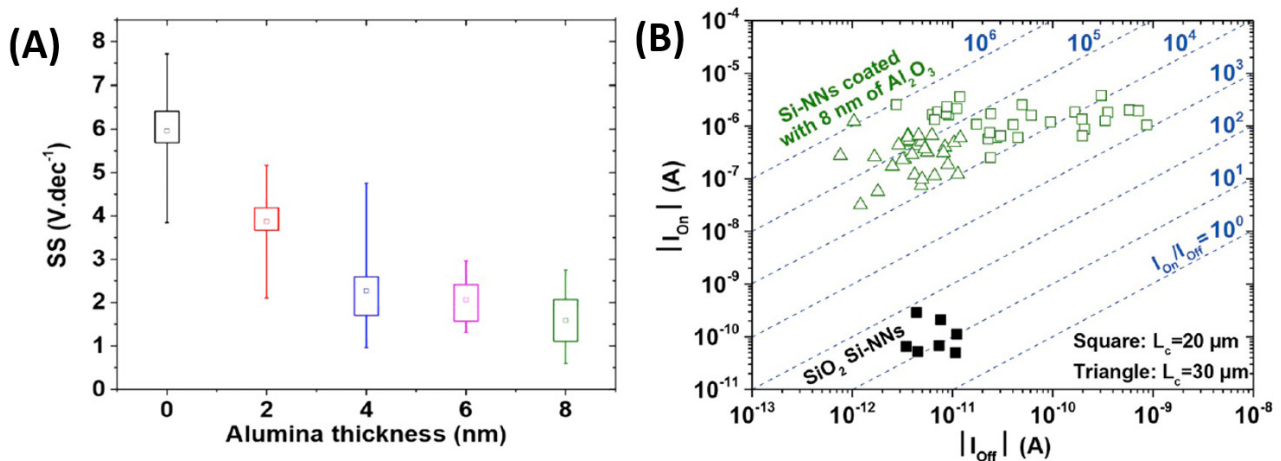 (A)
8
7
6
5
4
3
2
1
0
SS (V.dec⁻¹)
0 2 4 6 8
Alumina thickness (nm)
(B)
10⁻⁴
10⁻⁵
10⁻⁶
10⁻⁷
10⁻⁸
10⁻⁹
10⁻¹⁰
10⁻¹¹
|I_On| (A)
10⁶ 10⁵ 10⁴
10³
10²
10¹
I_On/I_Off=10⁰
Si-NNs coated
with 8 nm of Al₂O₃
SiO₂ Si-NNs
Square: L_c=20 µm
Triangle: L_c=30 µm
10⁻¹³ 10⁻¹² 10⁻¹¹ 10⁻¹⁰ 10⁻⁹ 10⁻⁸
|I_Off| (A)